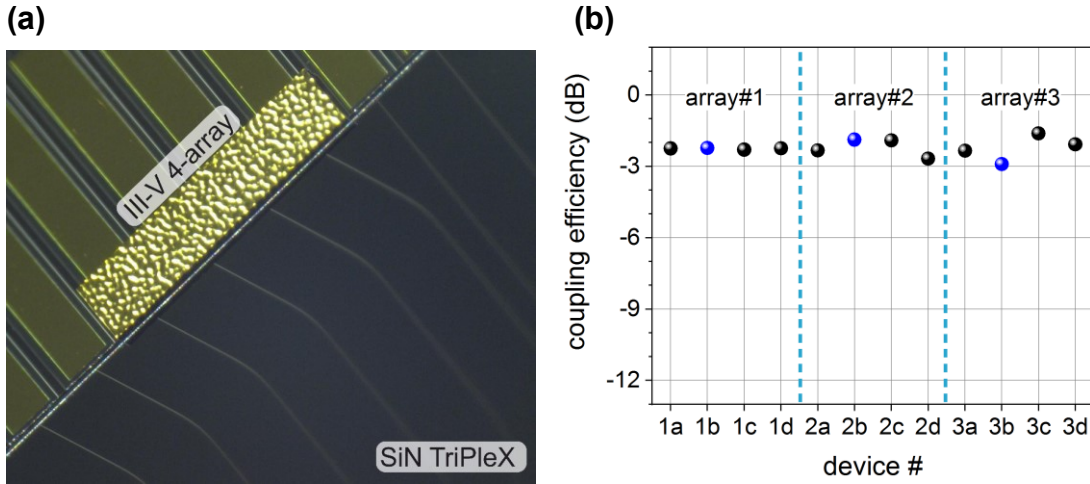 (a)
III-V 4-array
SiN TriPleX
(b)
coupling efficiency (dB)
0
-3
-6
-9
-12
array#1
array#2
array#3
1a 1b 1c 1d 2a 2b 2c 2d 3a 3b 3c 3d
device #